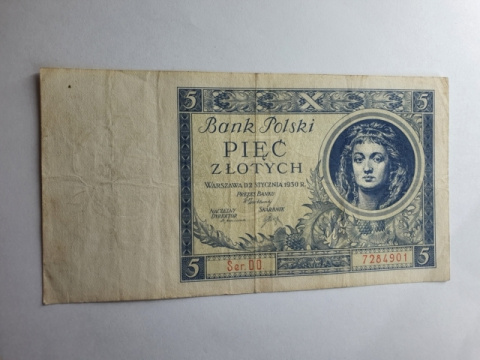 5 5
Bank Polski
PIĘĆ
ZŁOTYCH
WARSZAWA D. 2 STYCZNIA 1930 R.
PREZES BANKU
NACZELNY DYREKTOR
SKARBNIK
5 Ser. DO. 7284901 5